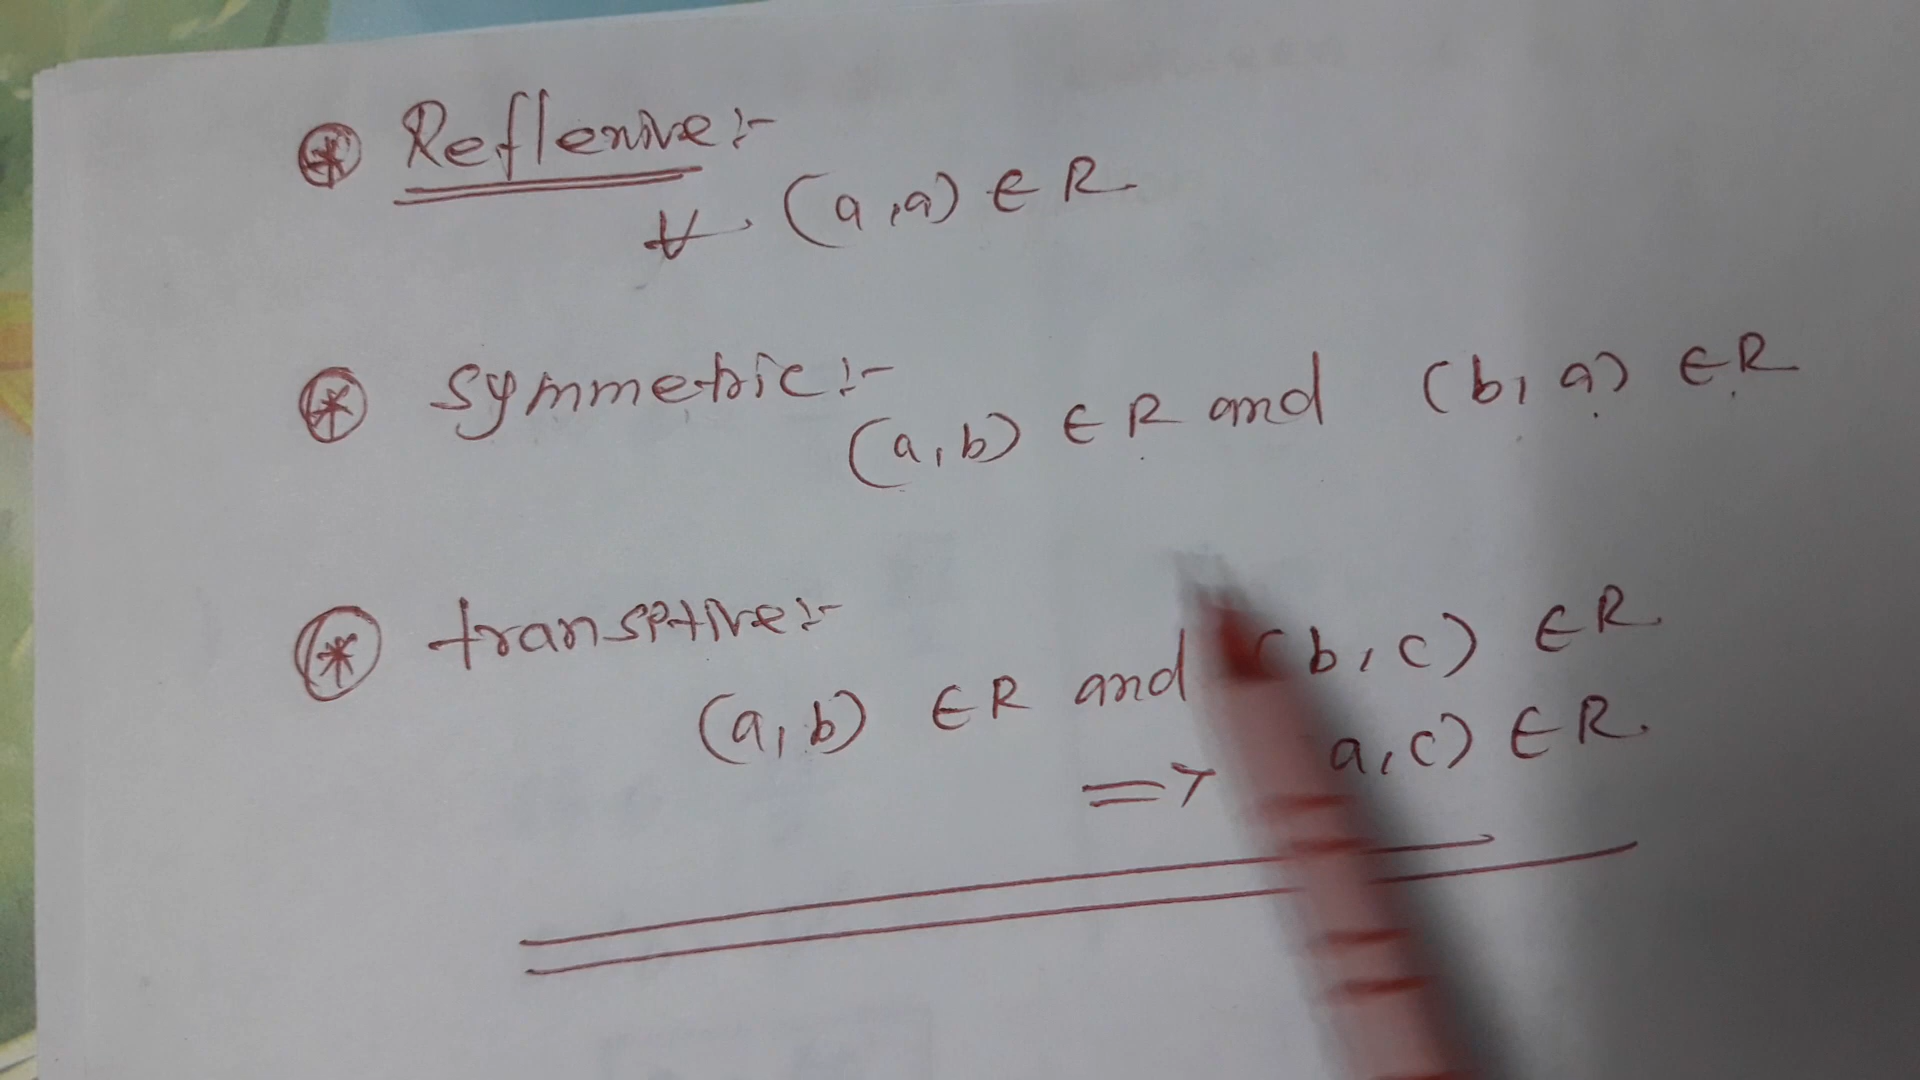 Reflexive:-
∀ (a,a) ∈ R
Symmetric:-
(a,b) ∈ R and (b,a) ∈ R
transitive:-
(a,b) ∈ R and (b,c) ∈ R
=> a,c) ∈ R.